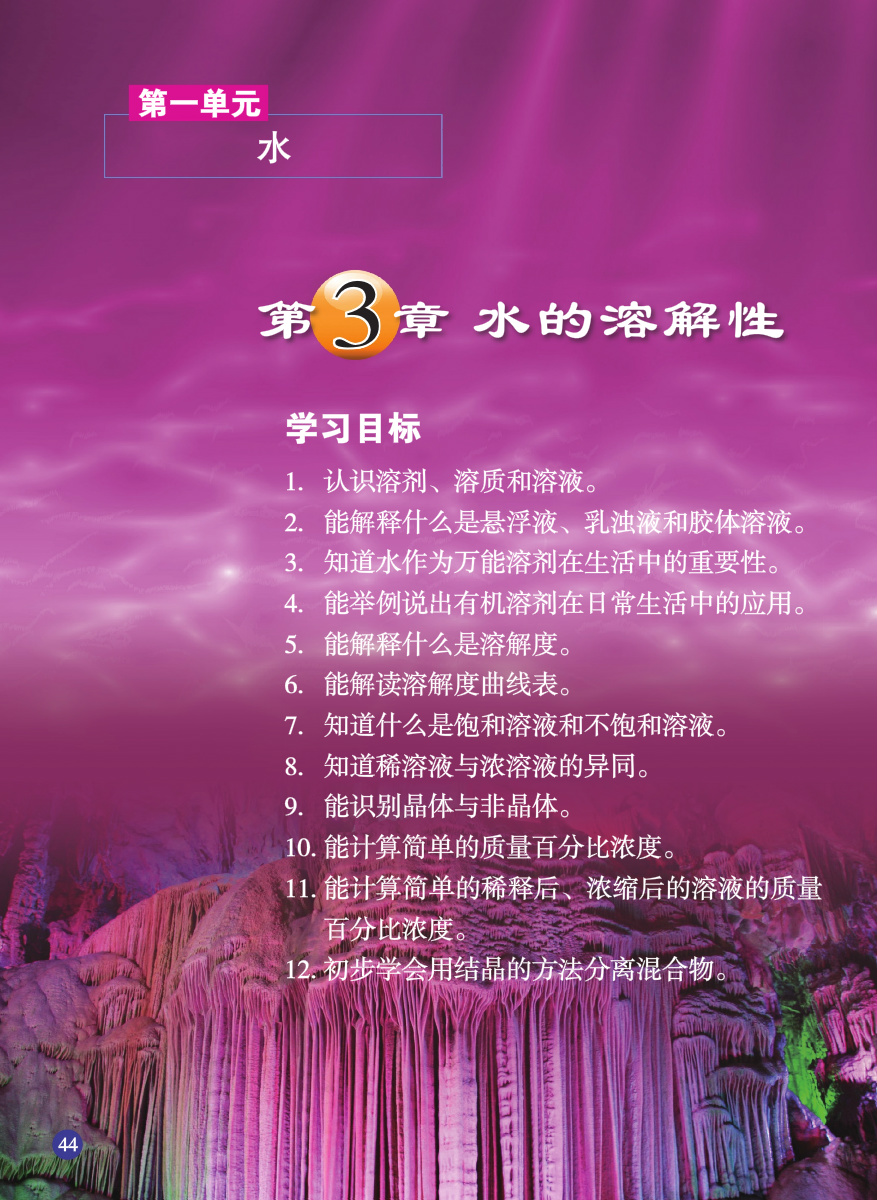 第一单元
水
第3章 水的溶解性
学习目标
1. 认识溶剂、溶质和溶液。
2. 能解释什么是悬浮液、乳浊液和胶体溶液。
3. 知道水作为万能溶剂在生活中的重要性。
4. 能举例说出有机溶剂在日常生活中的应用。
5. 能解释什么是溶解度。
6. 能解读溶解度曲线表。
7. 知道什么是饱和溶液和不饱和溶液。
8. 知道稀溶液与浓溶液的异同。
9. 能识别晶体与非晶体。
10. 能计算简单的质量百分比浓度。
11. 能计算简单的稀释后、浓缩后的溶液的质量
百分比浓度。
12. 初步学会用结晶的方法分离混合物。
44